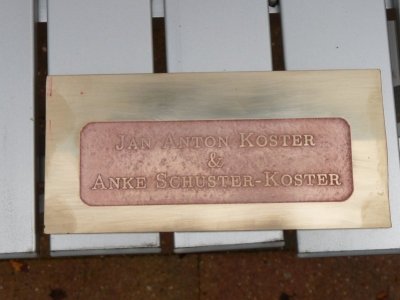 Jan Anton Koster
&
Anke Schuster-Koster